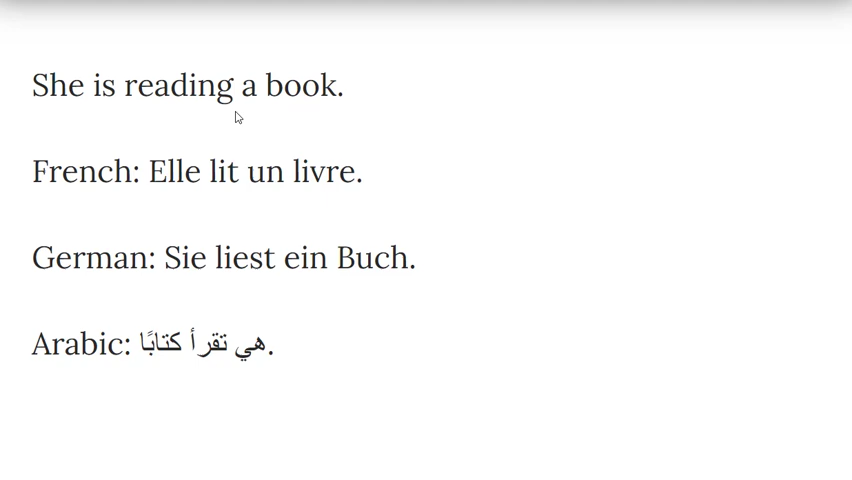 She is reading a book.
French: Elle lit un livre.
German: Sie liest ein Buch.
Arabic: هي تقرأ كتابًا.